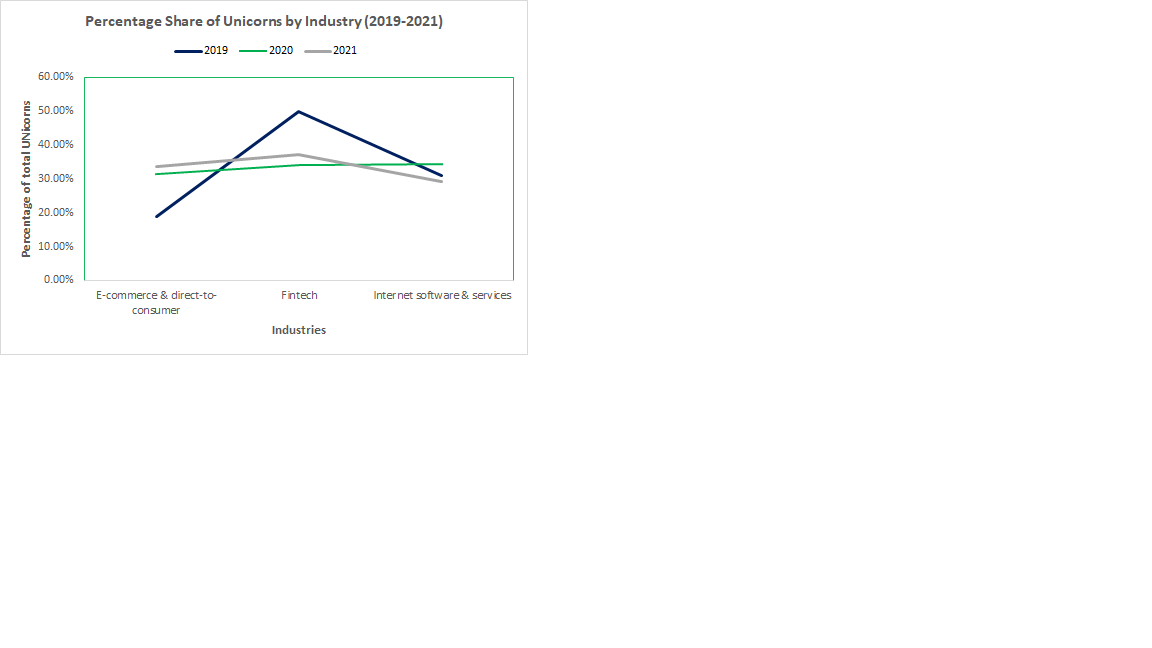 Percentage Share of Unicorns by Industry (2019-2021)
2019 2020 2021
60.00%
50.00%
40.00%
30.00%
20.00%
10.00%
0.00%
Percentage of total UNicorns
E-commerce & direct-to-
consumer
Fintech
Internet software & services
Industries